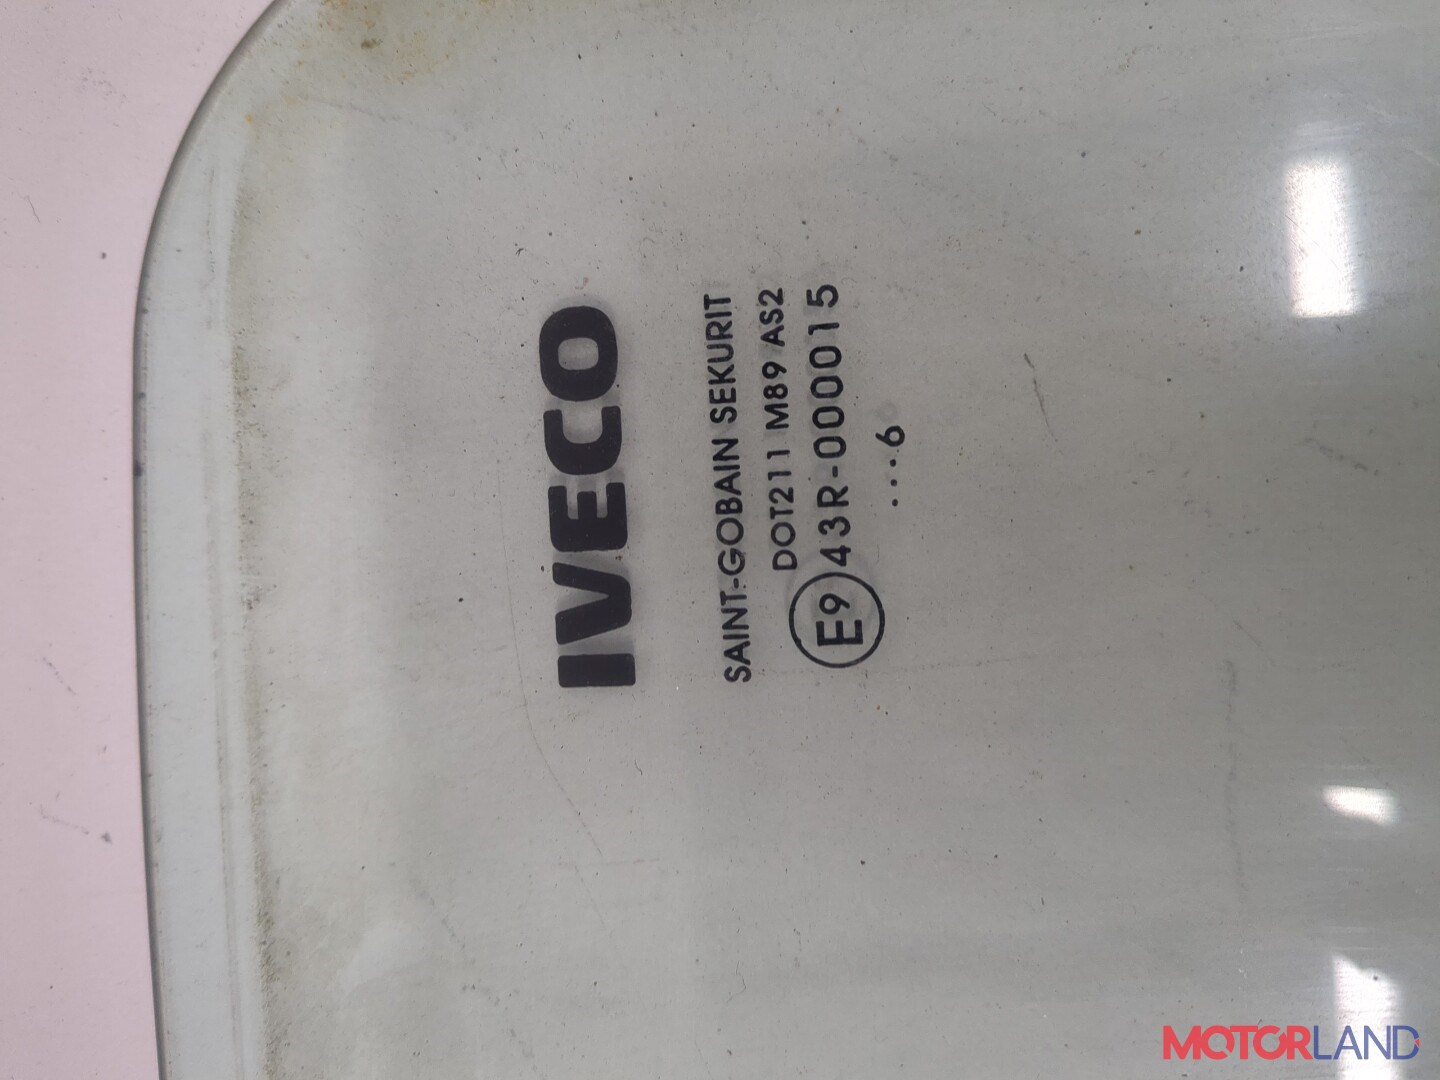 IVECO
SAINT-GOBAIN SEKURIT
DOT211 M89 AS2
E9 43R-000015
...6
MOTORLAND